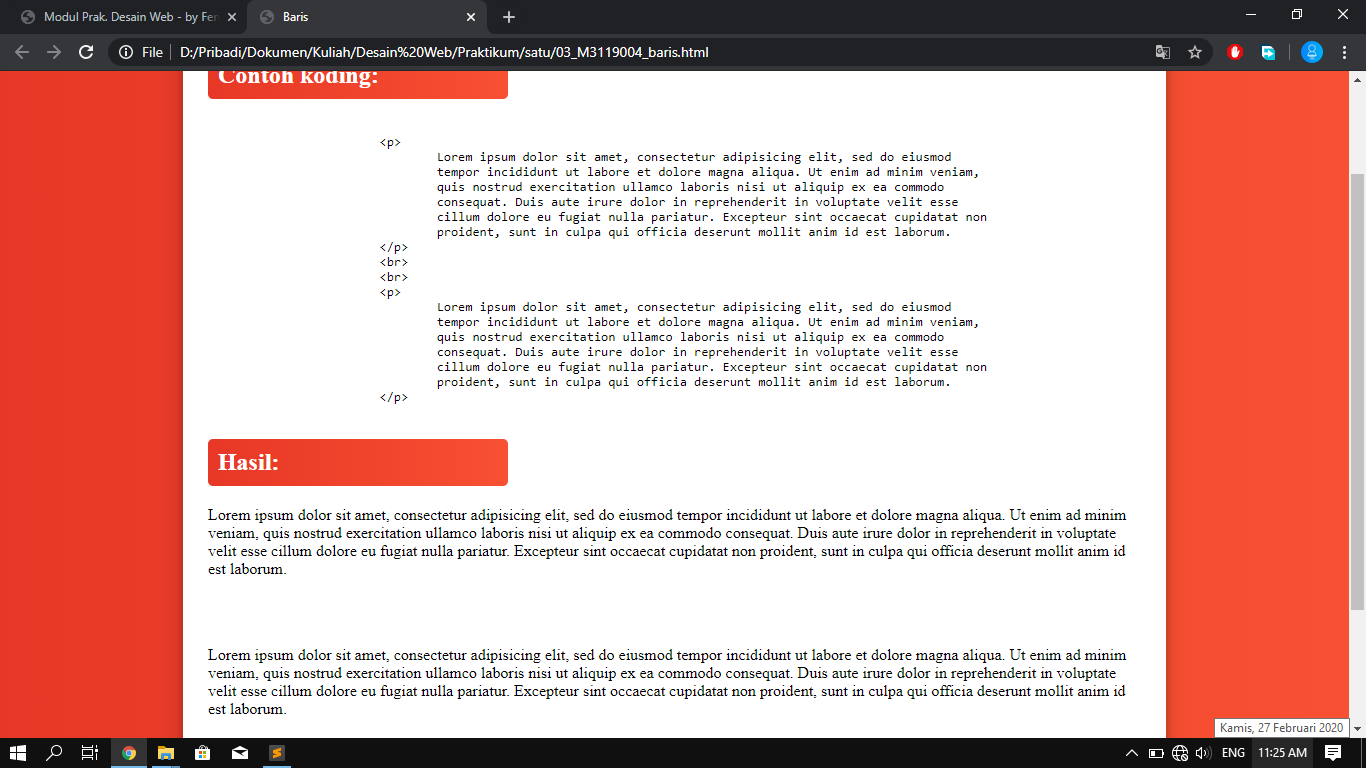 Modul Prak. Desain Web - by Fer
Baris
File
D:/Pribadi/Dokumen/Kuliah/Desain%20Web/Praktikum/satu/03_M3119004_baris.html
Contoh koding:
<p>
Lorem ipsum dolor sit amet, consectetur adipisicing elit, sed do eiusmod
tempor incididunt ut labore et dolore magna aliqua. Ut enim ad minim veniam,
quis nostrud exercitation ullamco laboris nisi ut aliquip ex ea commodo
consequat. Duis aute irure dolor in reprehenderit in voluptate velit esse
cillum dolore eu fugiat nulla pariatur. Excepteur sint occaecat cupidatat non
proident, sunt in culpa qui officia deserunt mollit anim id est laborum.
</p>
<br>
<br>
<p>
Lorem ipsum dolor sit amet, consectetur adipisicing elit, sed do eiusmod
tempor incididunt ut labore et dolore magna aliqua. Ut enim ad minim veniam,
quis nostrud exercitation ullamco laboris nisi ut aliquip ex ea commodo
consequat. Duis aute irure dolor in reprehenderit in voluptate velit esse
cillum dolore eu fugiat nulla pariatur. Excepteur sint occaecat cupidatat non
proident, sunt in culpa qui officia deserunt mollit anim id est laborum.
</p>
Hasil:
Lorem ipsum dolor sit amet, consectetur adipisicing elit, sed do eiusmod tempor incididunt ut labore et dolore magna aliqua. Ut enim ad minim
veniam, quis nostrud exercitation ullamco laboris nisi ut aliquip ex ea commodo consequat. Duis aute irure dolor in reprehenderit in voluptate
velit esse cillum dolore eu fugiat nulla pariatur. Excepteur sint occaecat cupidatat non proident, sunt in culpa qui officia deserunt mollit anim id
est laborum.
Lorem ipsum dolor sit amet, consectetur adipisicing elit, sed do eiusmod tempor incididunt ut labore et dolore magna aliqua. Ut enim ad minim
veniam, quis nostrud exercitation ullamco laboris nisi ut aliquip ex ea commodo consequat. Duis aute irure dolor in reprehenderit in voluptate
velit esse cillum dolore eu fugiat nulla pariatur. Excepteur sint occaecat cupidatat non proident, sunt in culpa qui officia deserunt mollit anim id
est laborum.
Kamis, 27 Februari 2020
ENG
11:25 AM